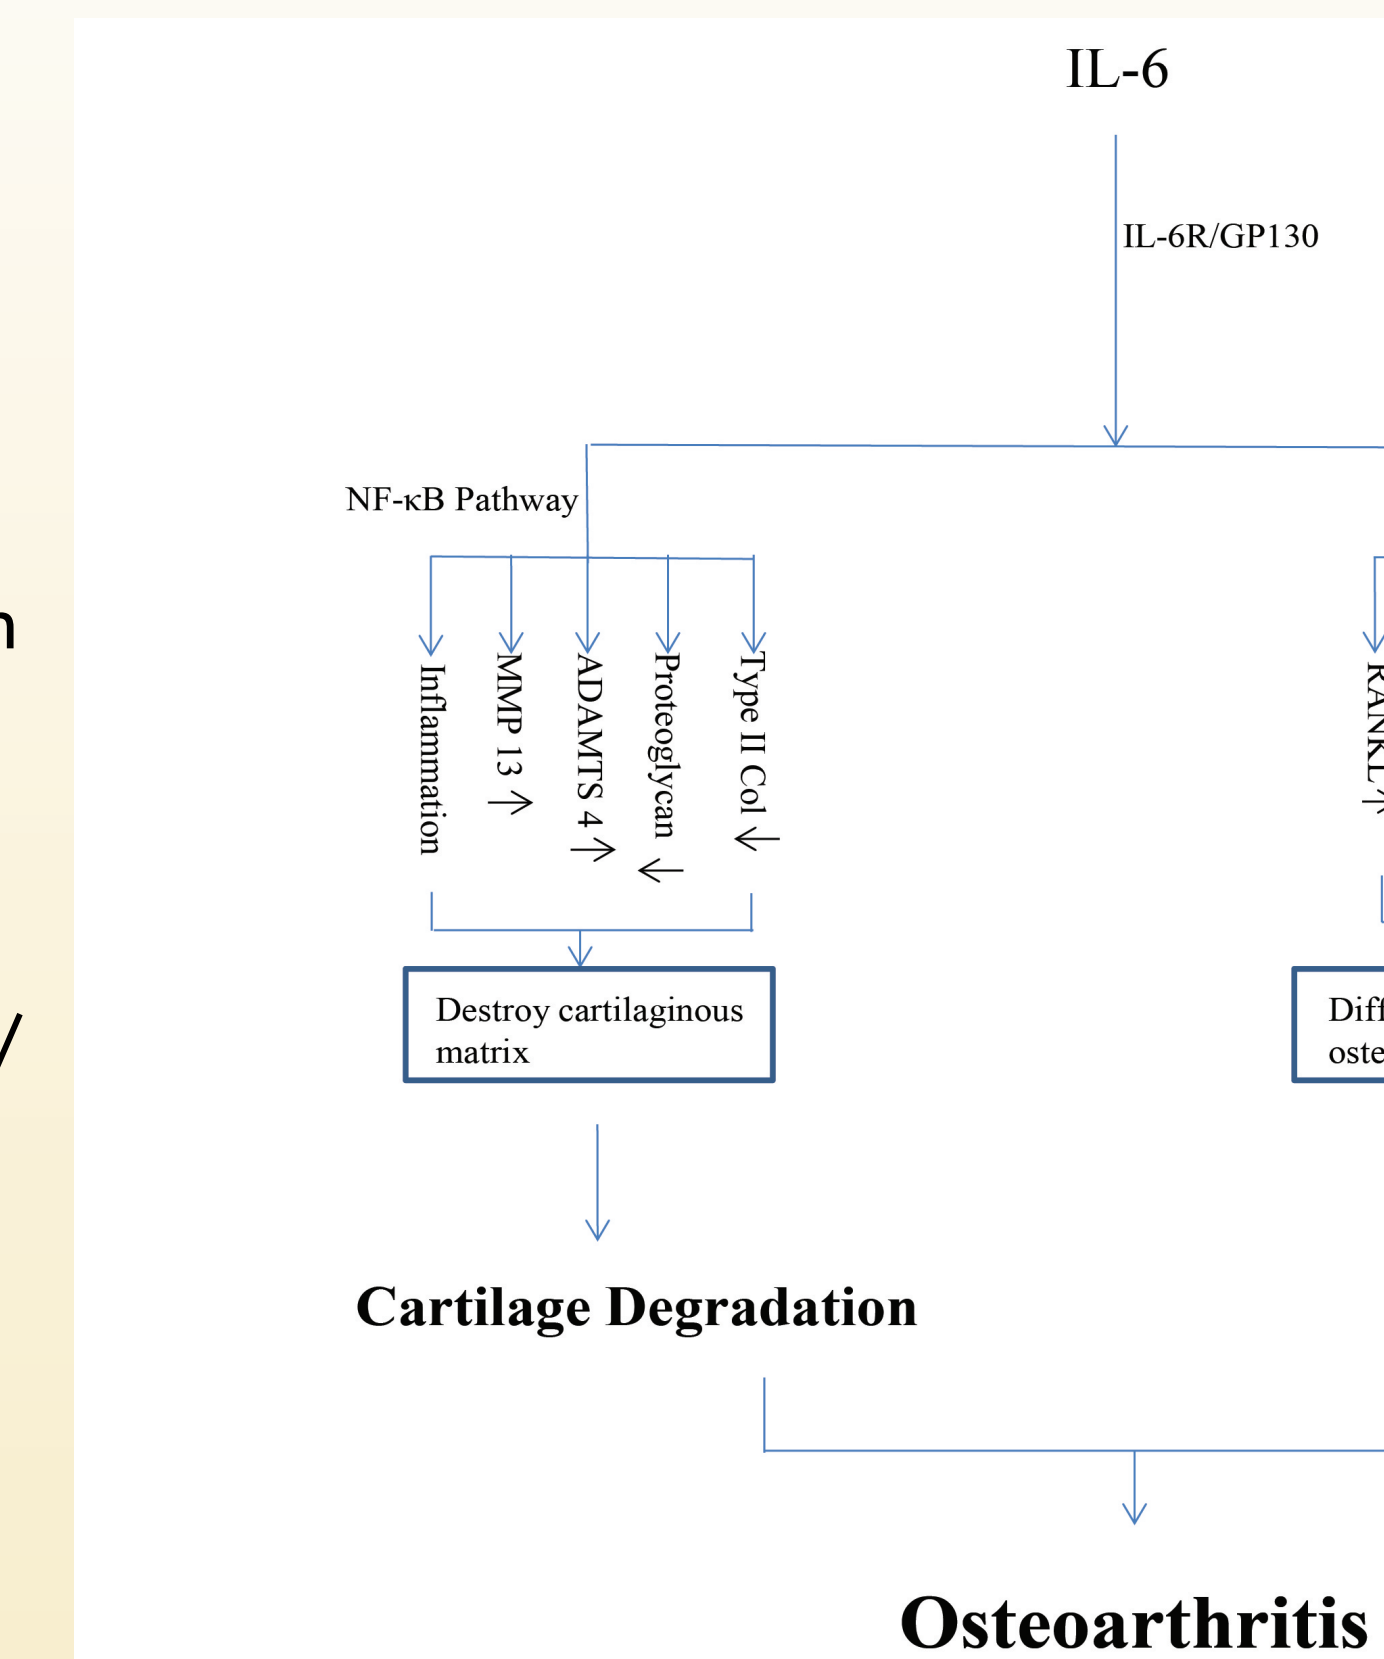 IL-6
IL-6R/GP130
NF-κB Pathway
Inflammation
MMP 13 →
ADAMTS 4 →
Proteoglycan ←
Type II Col ←
RANKL
Destroy cartilaginous
matrix
Cartilage Degradation
Osteoarthritis